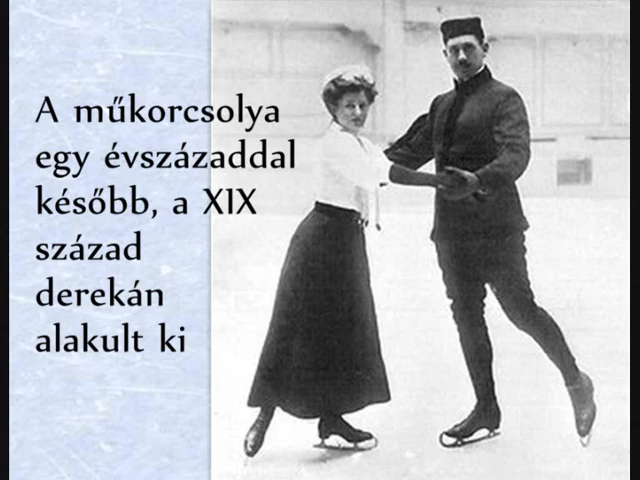 A műkorcsolya
egy évszázaddal
később, a XIX
század
derekán
alakult ki